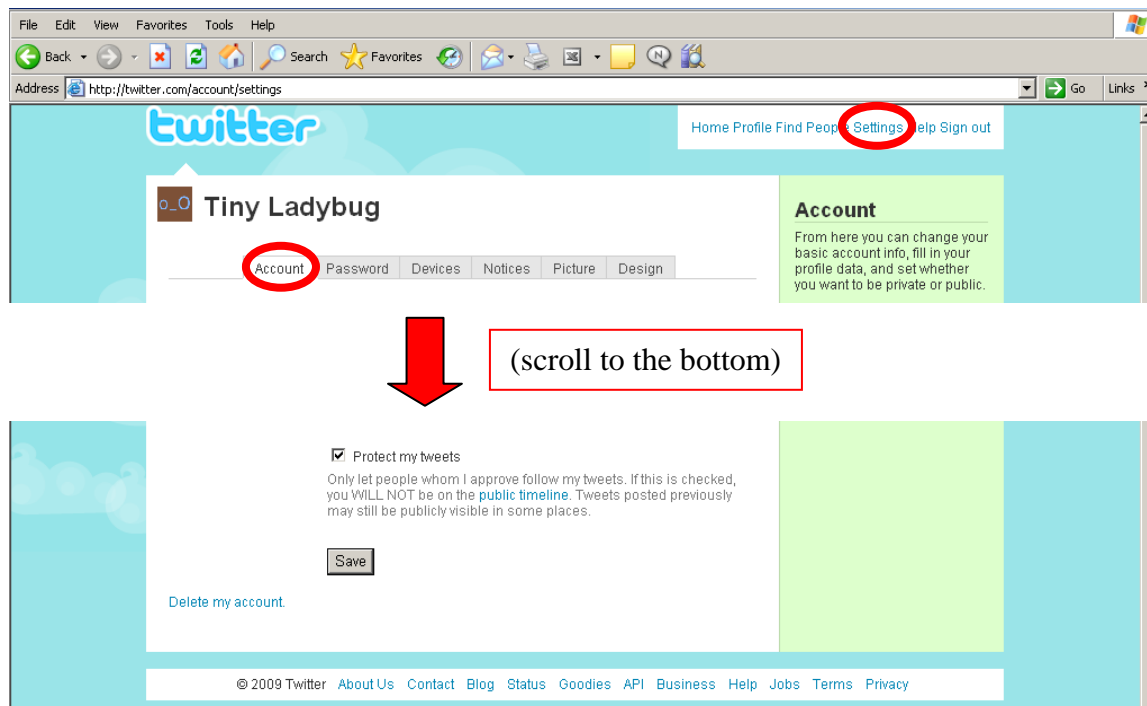 File Edit View Favorites Tools Help
Back Search Favorites
Address http://twitter.com/account/settings Go Links
twitter
Home Profile Find People Settings Help Sign out
o_O Tiny Ladybug
Account Password Devices Notices Picture Design
Account
From here you can change your
basic account info, fill in your
profile data, and set whether
you want to be private or public.
(scroll to the bottom)
Protect my tweets
Only let people whom I approve follow my tweets. If this is checked,
you WILL NOT be on the public timeline. Tweets posted previously
may still be publicly visible in some places.
Save
Delete my account.
© 2009 Twitter About Us Contact Blog Status Goodies API Business Help Jobs Terms Privacy